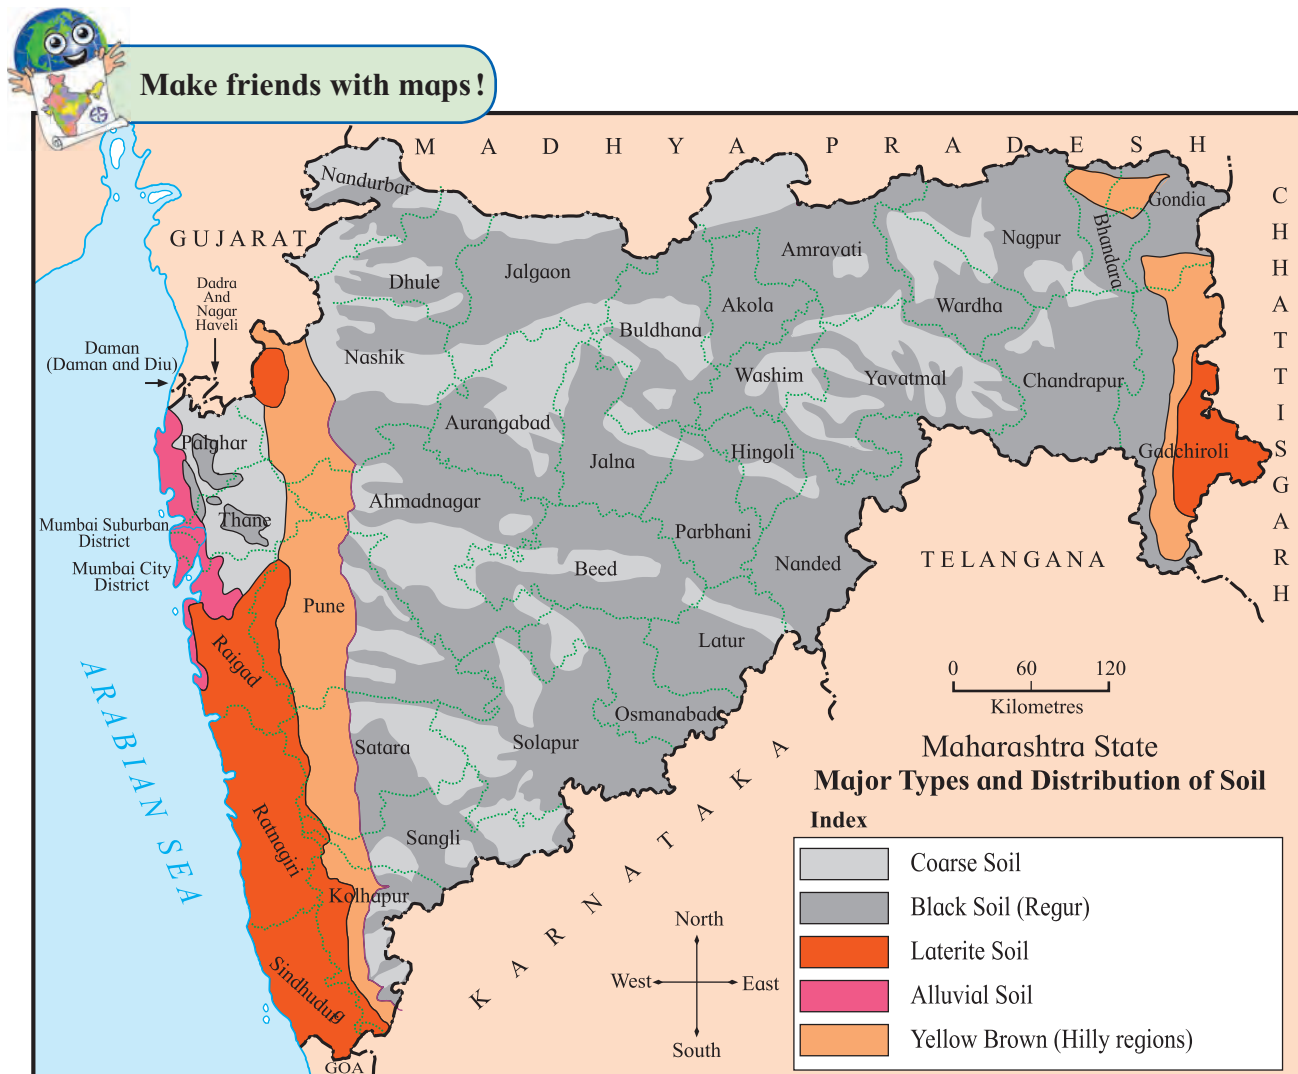 Make friends with maps!
MADHYA PRADESH
CHHATTISGARH
GUJARAT
TELANGANA
KARNATAKA
ARABIAN SEA
GOA
Dadra
And
Nagar
Haveli
Daman
(Daman and Diu)
Nandurbar
Dhule
Jalgaon
Nashik
Buldhana
Akola
Amravati
Nagpur
Bhandara
Gondia
Wardha
Washim
Yavatmal
Chandrapur
Gadchiroli
Aurangabad
Jalna
Hingoli
Palghar
Thane
Mumbai Suburban
District
Mumbai City
District
Ahmadnagar
Parbhani
Beed
Nanded
Pune
Latur
Raigad
Osmanabad
Satara
Solapur
Ratnagiri
Sangli
Kolhapur
Sindhudurg
0 60 120
Kilometres
Maharashtra State
Major Types and Distribution of Soil
Index
Coarse Soil
Black Soil (Regur)
Laterite Soil
Alluvial Soil
Yellow Brown (Hilly regions)
North
West East
South